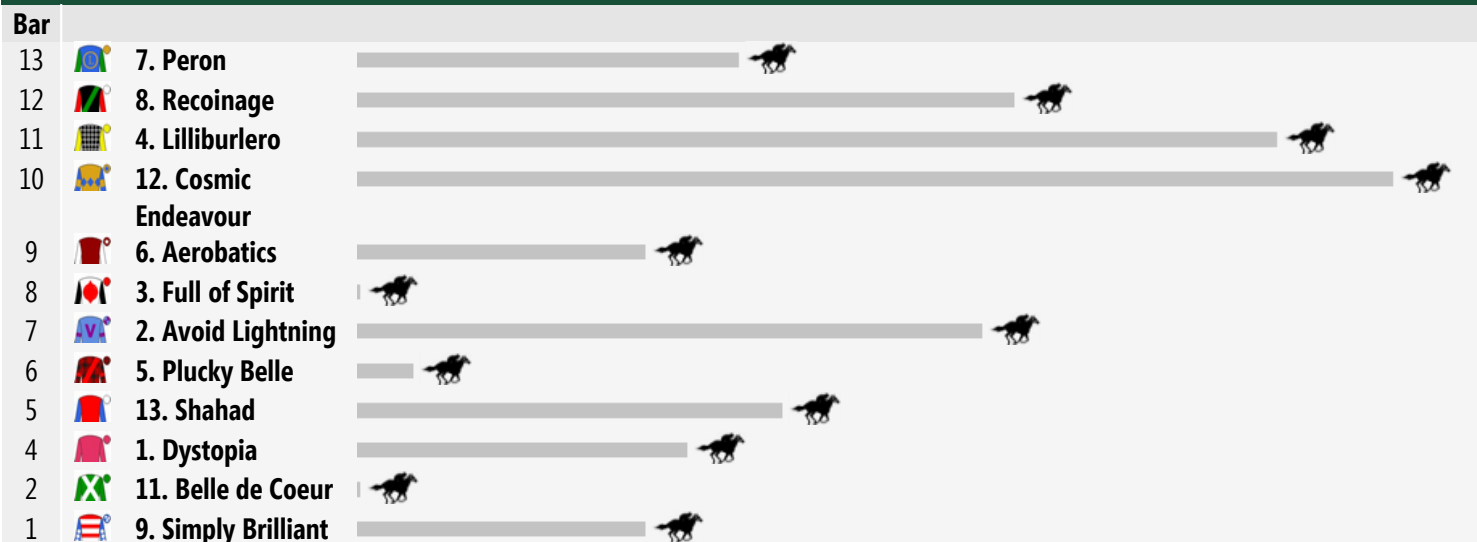 Bar
13 7. Peron
12 8. Recoinage
11 4. Lilliburlero
10 12. Cosmic
Endeavour
9 6. Aerobatics
8 3. Full of Spirit
7 V 2. Avoid Lightning
6 5. Plucky Belle
5 13. Shahad
4 1. Dystopia
2 11. Belle de Coeur
1 9. Simply Brilliant